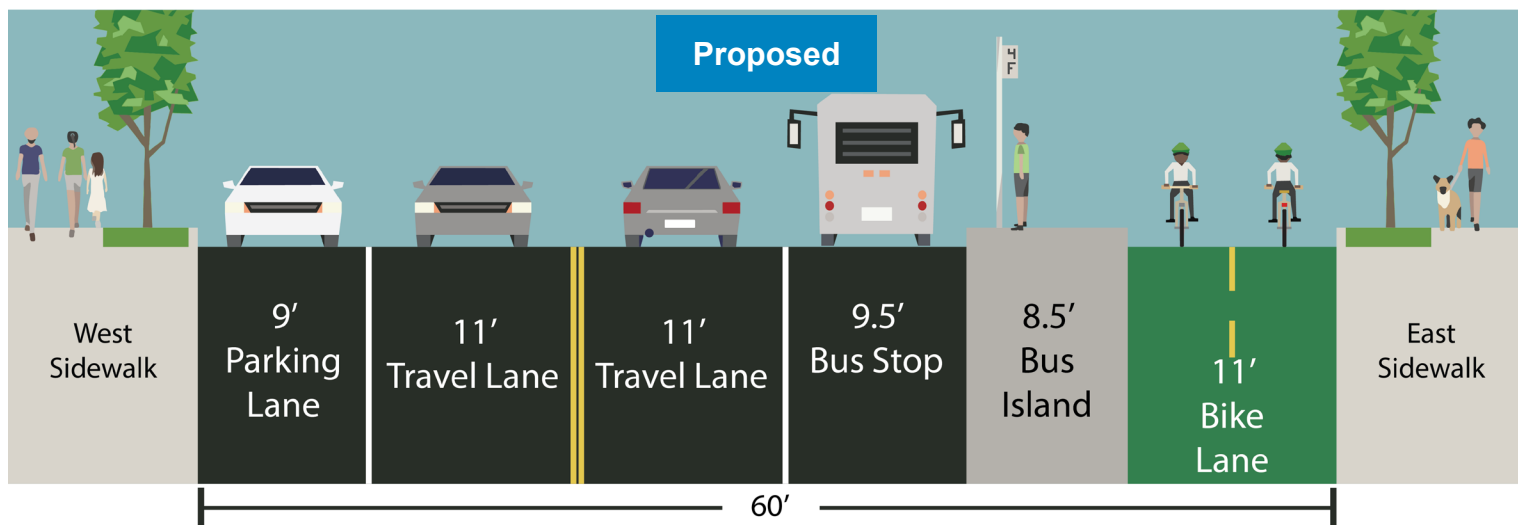 Proposed
4
F
West
Sidewalk
9’
Parking
Lane
11’
Travel Lane
11’
Travel Lane
9.5’
Bus Stop
8.5’
Bus
Island
11’
Bike
Lane
East
Sidewalk
60’